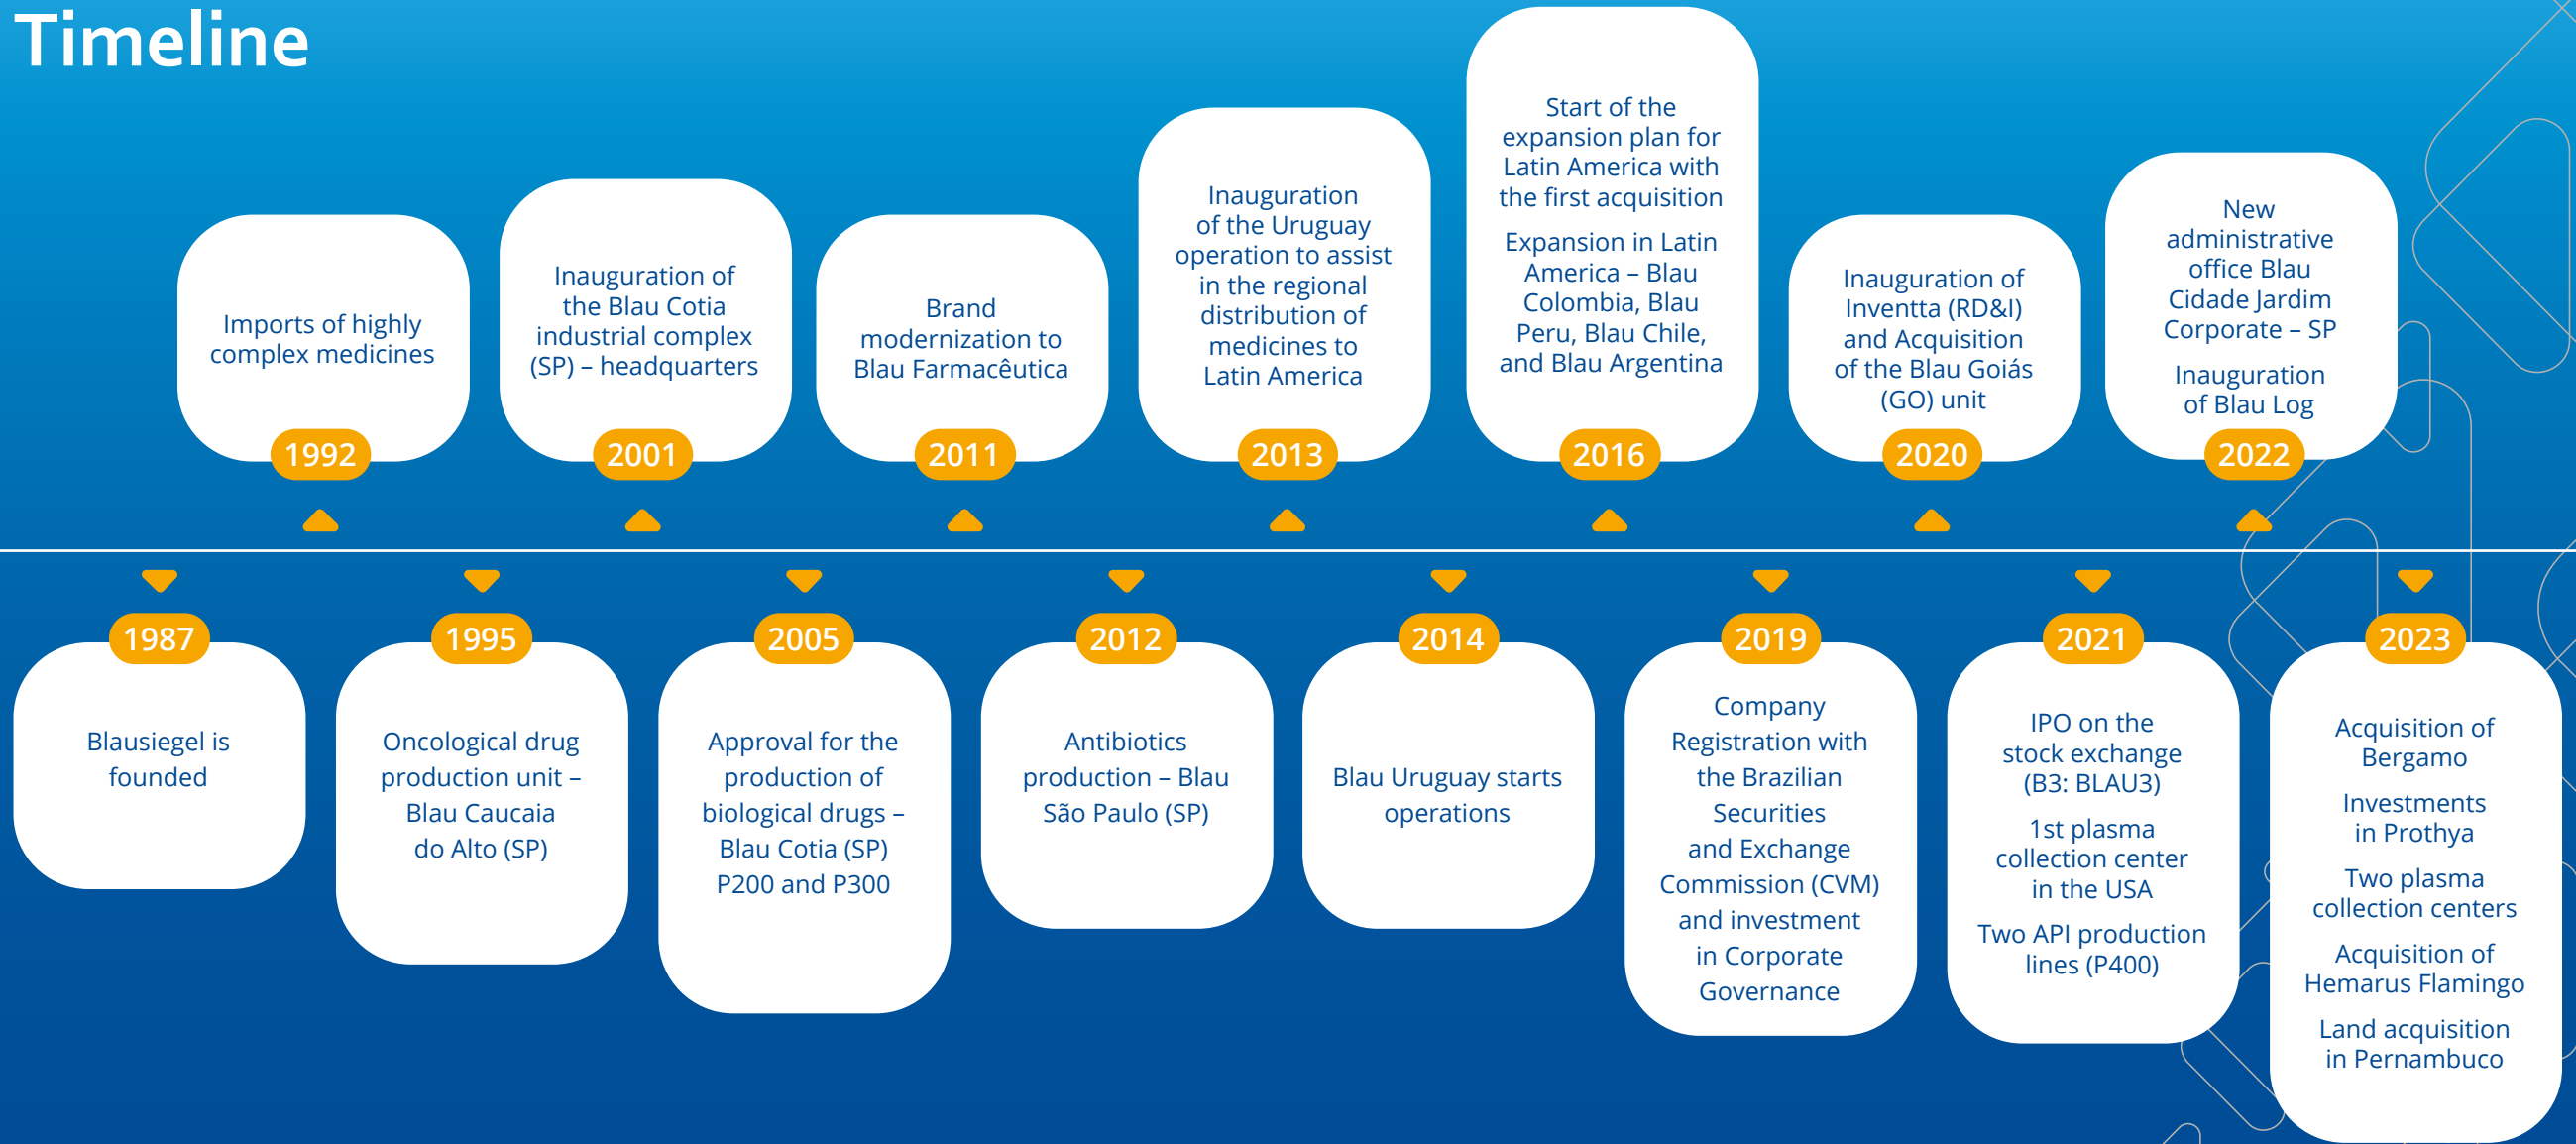 Timeline
Imports of highly
complex medicines
1992
Inauguration of
the Blau Cotia
industrial complex
(SP) – headquarters
2001
Brand
modernization to
Blau Farmacêutica
2011
Inauguration
of the Uruguay
operation to assist
in the regional
distribution of
medicines to
Latin America
2013
Start of the
expansion plan for
Latin America with
the first acquisition
Expansion in Latin
America – Blau
Colombia, Blau
Peru, Blau Chile,
and Blau Argentina
2016
Inauguration of
Inventta (RD&I)
and Acquisition
of the Blau Goiás
(GO) unit
2020
New
administrative
office Blau
Cidade Jardim
Corporate – SP
Inauguration
of Blau Log
2022
1987
Blausiegel is
founded
1995
Oncological drug
production unit –
Blau Caucaia
do Alto (SP)
2005
Approval for the
production of
biological drugs –
Blau Cotia (SP)
P200 and P300
2012
Antibiotics
production – Blau
São Paulo (SP)
2014
Blau Uruguay starts
operations
2019
Company
Registration with
the Brazilian
Securities
and Exchange
Commission (CVM)
and investment
in Corporate
Governance
2021
IPO on the
stock exchange
(B3: BLAU3)
1st plasma
collection center
in the USA
Two API production
lines (P400)
2023
Acquisition of
Bergamo
Investments
in Prothya
Two plasma
collection centers
Acquisition of
Hemarus Flamingo
Land acquisition
in Pernambuco